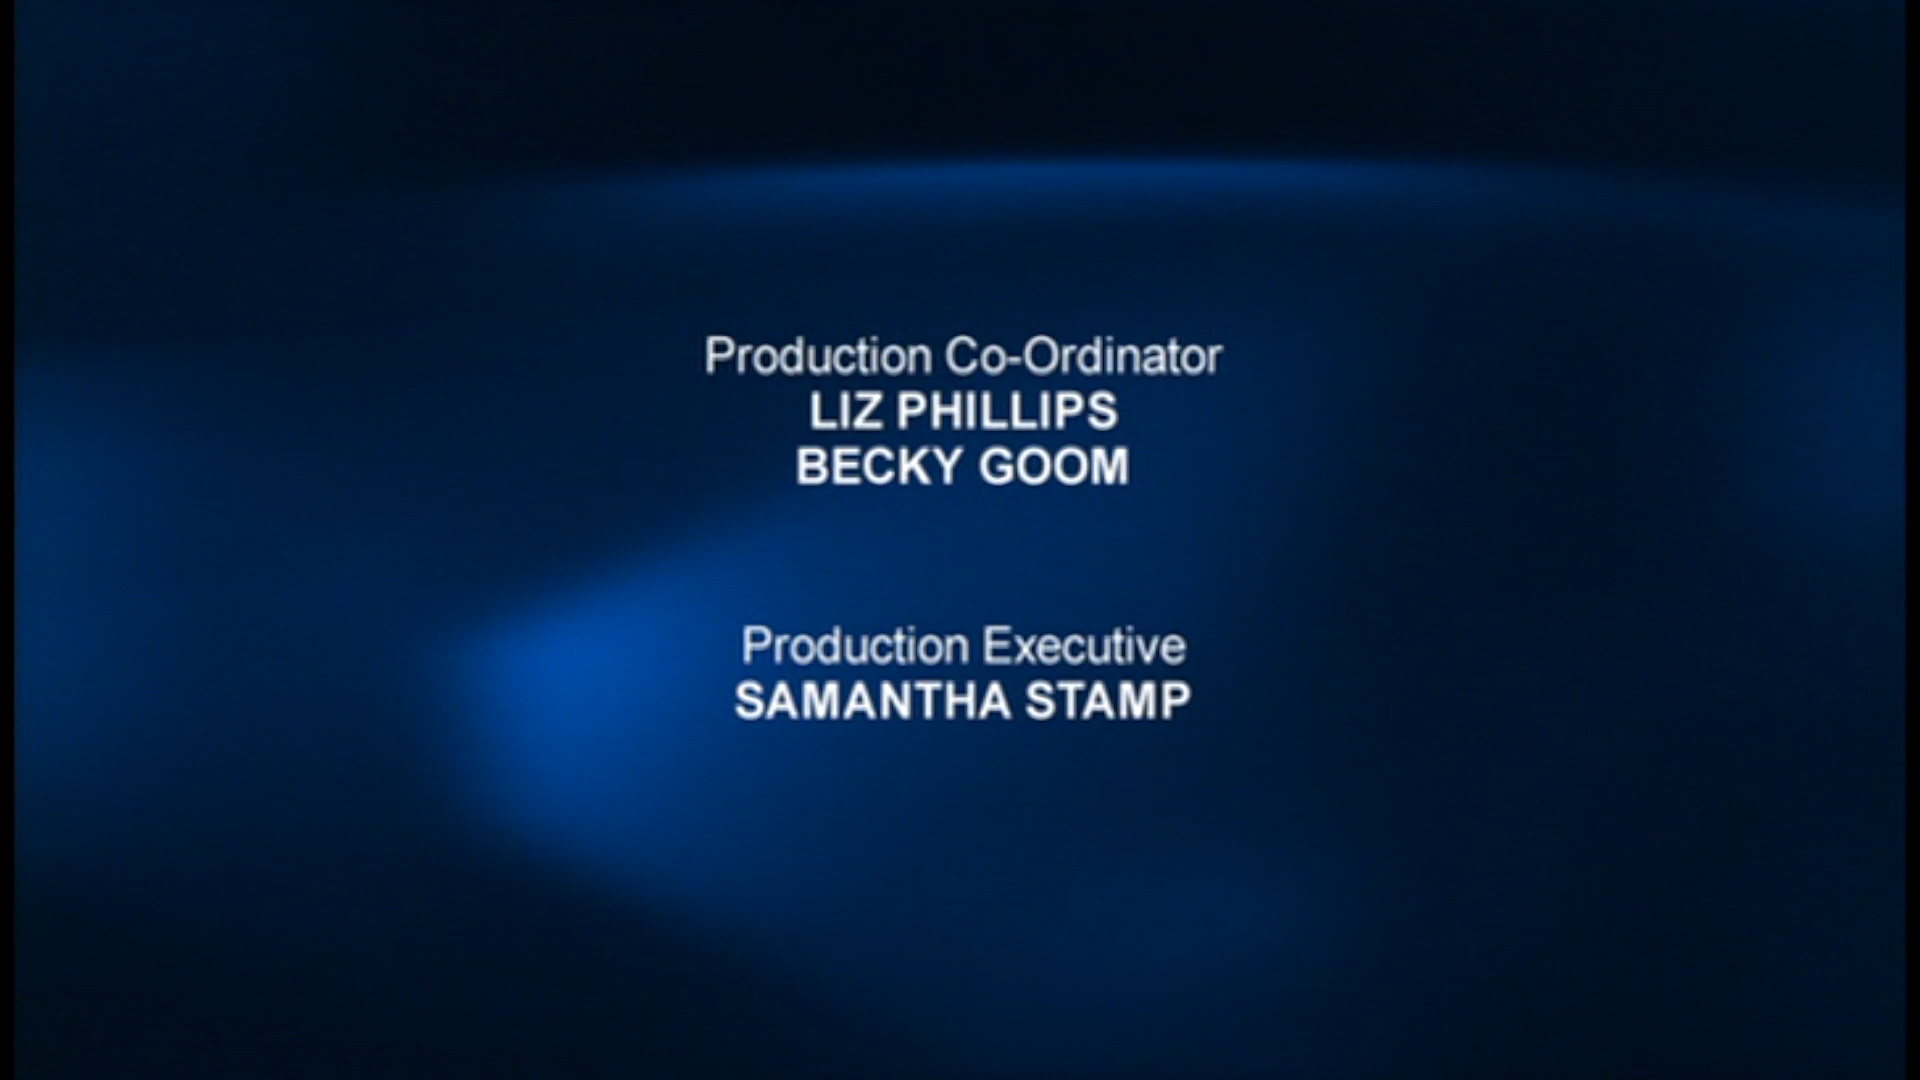 Production Co-Ordinator
LIZ PHILLIPS
BECKY GOOM
Production Executive
SAMANTHA STAMP